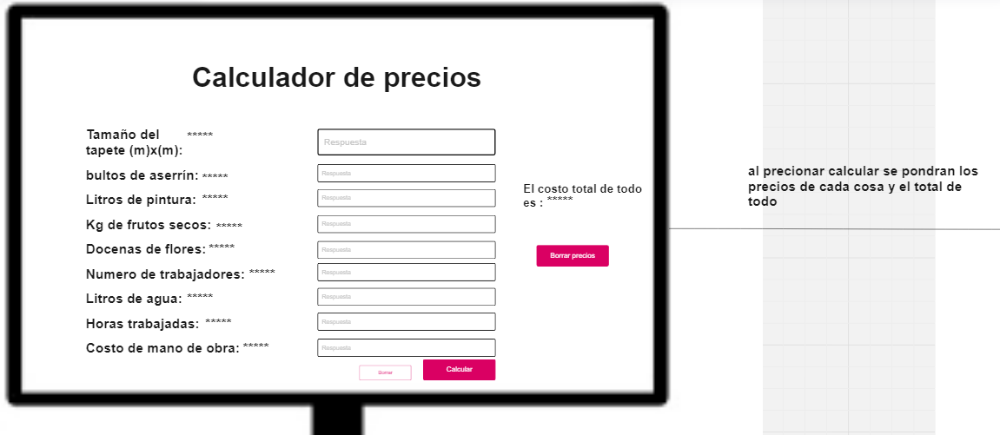 Calculador de precios
Tamaño del *****
tapete (m)x(m):
Respuesta
bultos de aserrín: *****
Respuesta
Litros de pintura: *****
Respuesta
Kg de frutos secos: *****
Respuesta
Docenas de flores: *****
Respuesta
Numero de trabajadores: *****
Respuesta
Litros de agua: *****
Respuesta
Horas trabajadas: *****
Respuesta
Costo de mano de obra: *****
Respuesta
Borrar
Calcular
El costo total de todo
es : *****
Borrar precios
al precionar calcular se pondran los
precios de cada cosa y el total de
todo